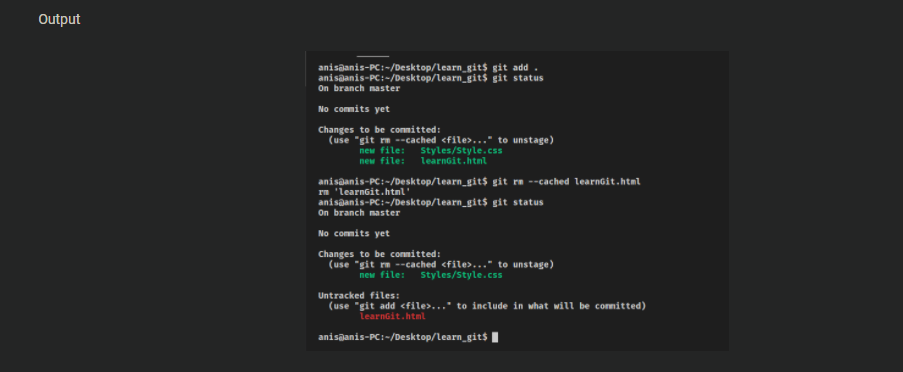 Output
anis@anis-PC:~/Desktop/learn_git$ git add .
anis@anis-PC:~/Desktop/learn_git$ git status
On branch master
No commits yet
Changes to be committed:
(use "git rm --cached <file>..." to unstage)
new file: Styles/Style.css
new file: learnGit.html
anis@anis-PC:~/Desktop/learn_git$ git rm --cached learnGit.html
rm 'learnGit.html'
anis@anis-PC:~/Desktop/learn_git$ git status
On branch master
No commits yet
Changes to be committed:
(use "git rm --cached <file>..." to unstage)
new file: Styles/Style.css
Untracked files:
(use "git add <file>..." to include in what will be committed)
learnGit.html
anis@anis-PC:~/Desktop/learn_git$